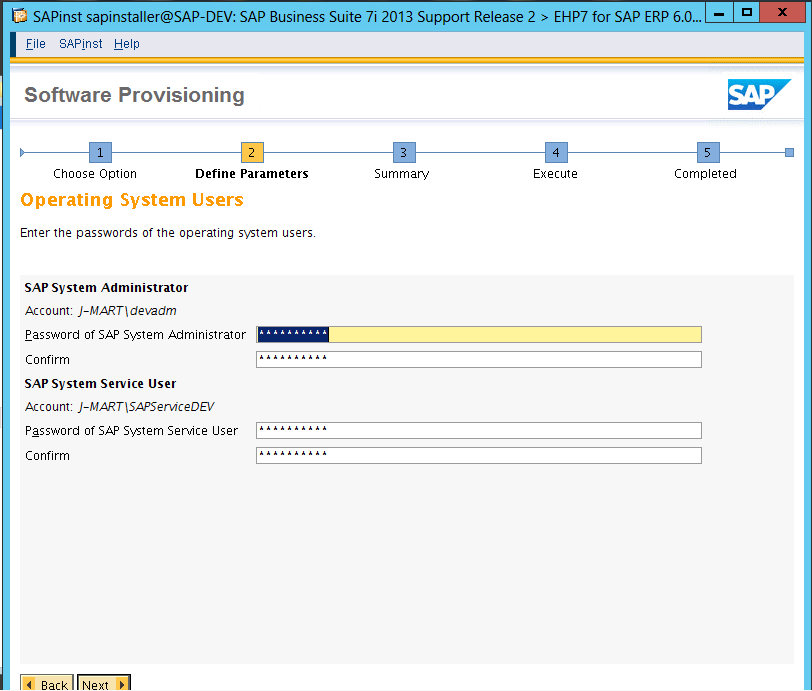 SAPinst sapinstaller@SAP-DEV: SAP Business Suite 7i 2013 Support Release 2 > EHP7 for SAP ERP 6.0...
File SAPinst Help
Software Provisioning
SAP
1 2 3 4 5
Choose Option Define Parameters Summary Execute Completed
Operating System Users
Enter the passwords of the operating system users.
SAP System Administrator
Account: J-MART\devadm
Password of SAP System Administrator **********
Confirm **********
SAP System Service User
Account: J-MART\SAPServiceDEV
Password of SAP System Service User **********
Confirm **********
Back Next